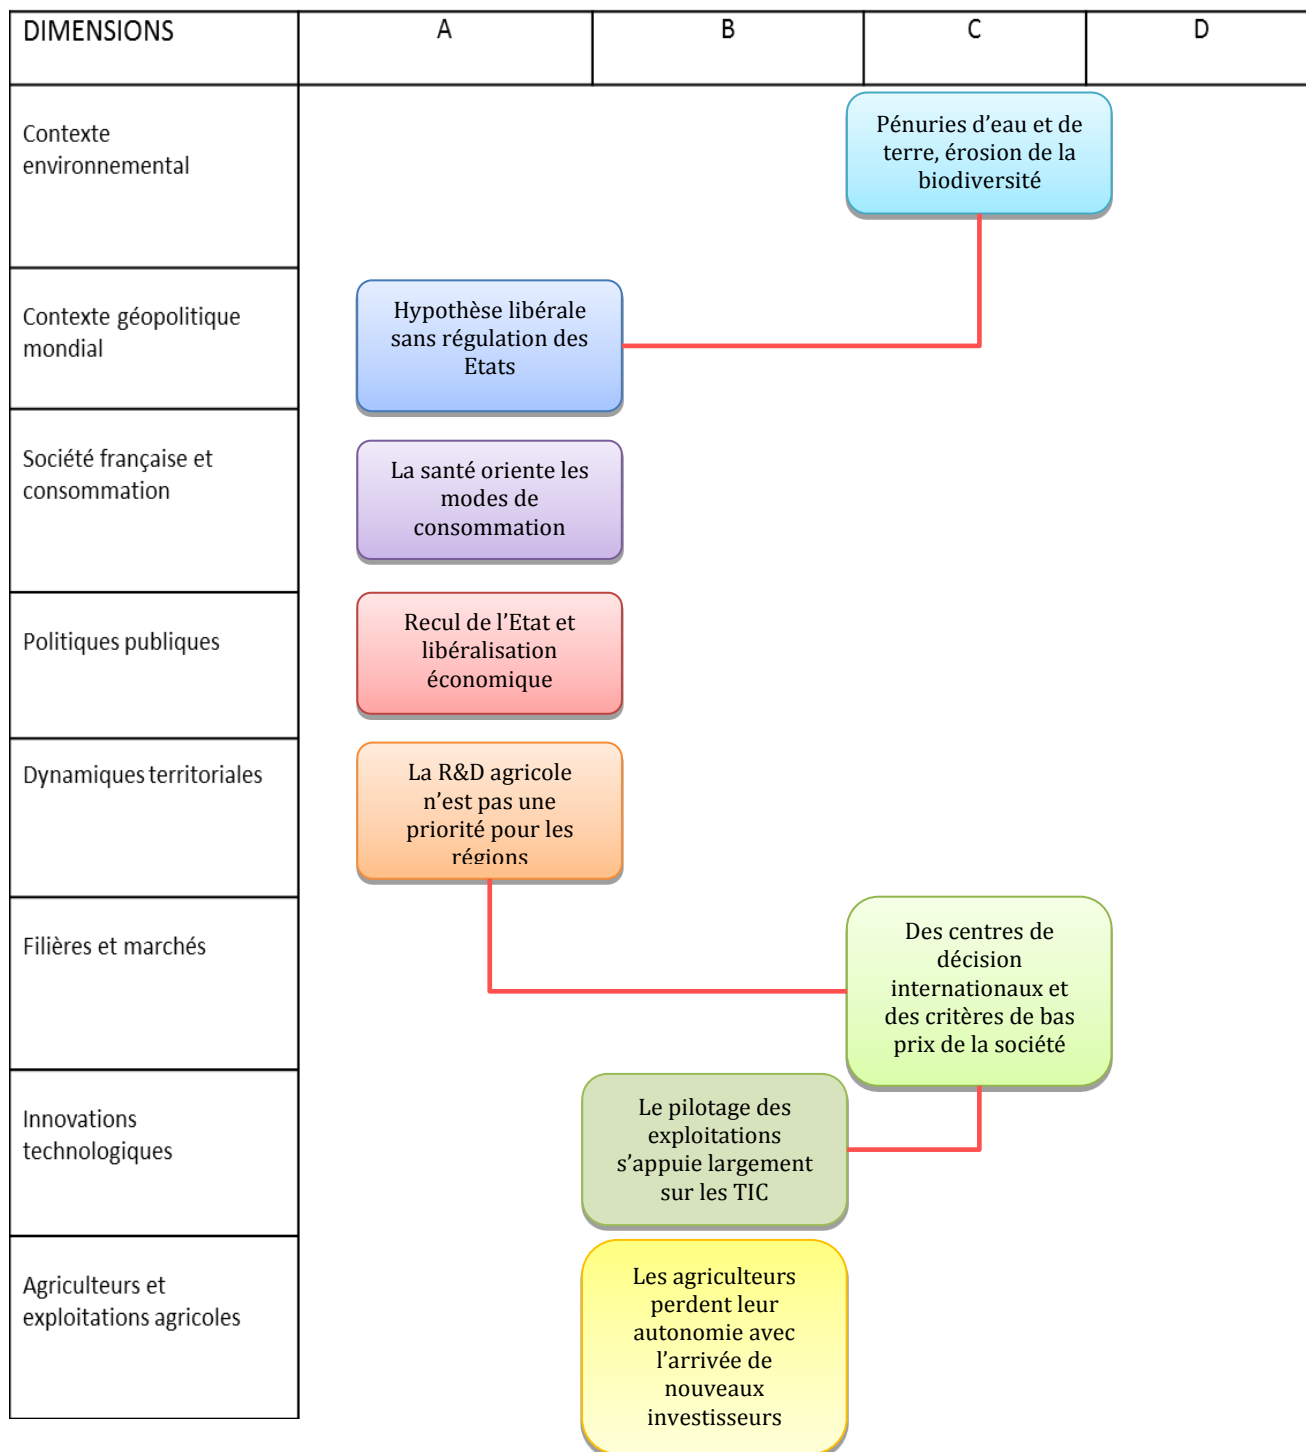 DIMENSIONS
A
B
C
D
Contexte
environnemental
Pénuries d’eau et de
terre, érosion de la
biodiversité
Contexte géopolitique
mondial
Hypothèse libérale
sans régulation des
Etats
Société française et
consommation
La santé oriente les
modes de
consommation
Politiques publiques
Recul de l’Etat et
libéralisation
économique
Dynamiques territoriales
La R&D agricole
n’est pas une
priorité pour les
régions
Filières et marchés
Des centres de
décision
internationaux et
des critères de bas
prix de la société
Innovations
technologiques
Le pilotage des
exploitations
s’appuie largement
sur les TIC
Agriculteurs et
exploitations agricoles
Les agriculteurs
perdent leur
autonomie avec
l’arrivée de
nouveaux
investisseurs